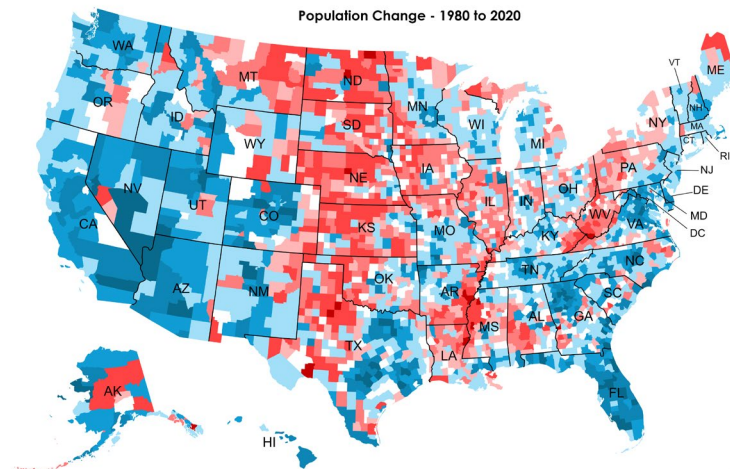 Population Change - 1980 to 2020
WA
MT
ND
MN
VT
ME
OR
ID
SD
WI
MI
NY
NH
MA
CT
RI
WY
NE
IA
PA
NJ
NV
UT
CO
IL
IN
OH
DE
MD
DC
CA
KS
MO
KY
WV
VA
AZ
NM
OK
AR
TN
NC
SC
TX
LA
MS
AL
GA
FL
AK
HI